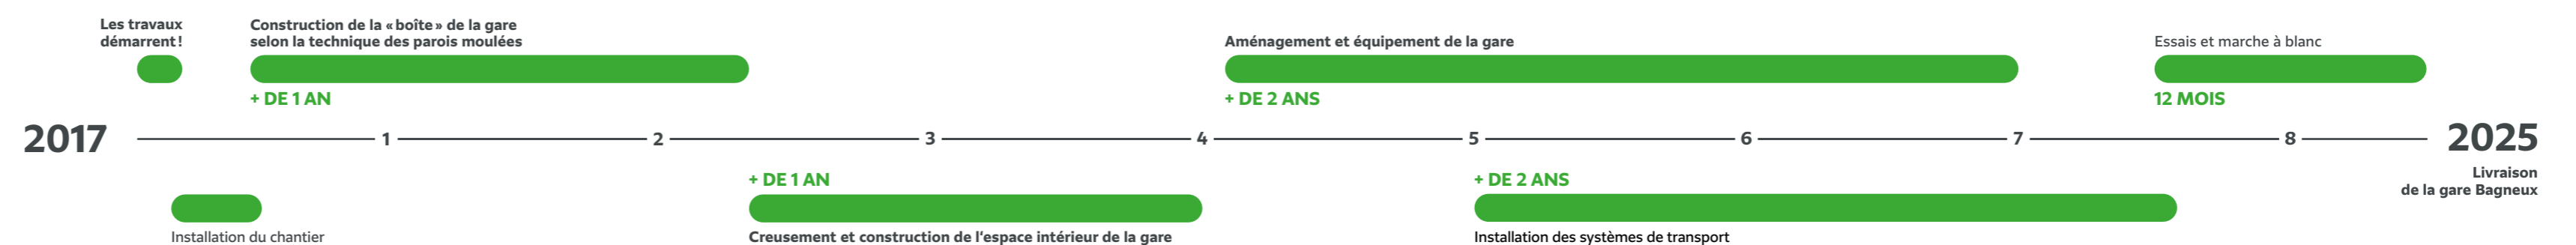 Les travaux
démarrent !
Construction de la « boîte » de la gare
selon la technique des parois moulées
+ DE 1 AN
Aménagement et équipement de la gare
+ DE 2 ANS
Essais et marche à blanc
12 MOIS
2017 1 2 3 4 5 6 7 8 2025
Livraison
de la gare Bagneux
Installation du chantier
+ DE 1 AN
Creusement et construction de l'espace intérieur de la gare
+ DE 2 ANS
Installation des systèmes de transport